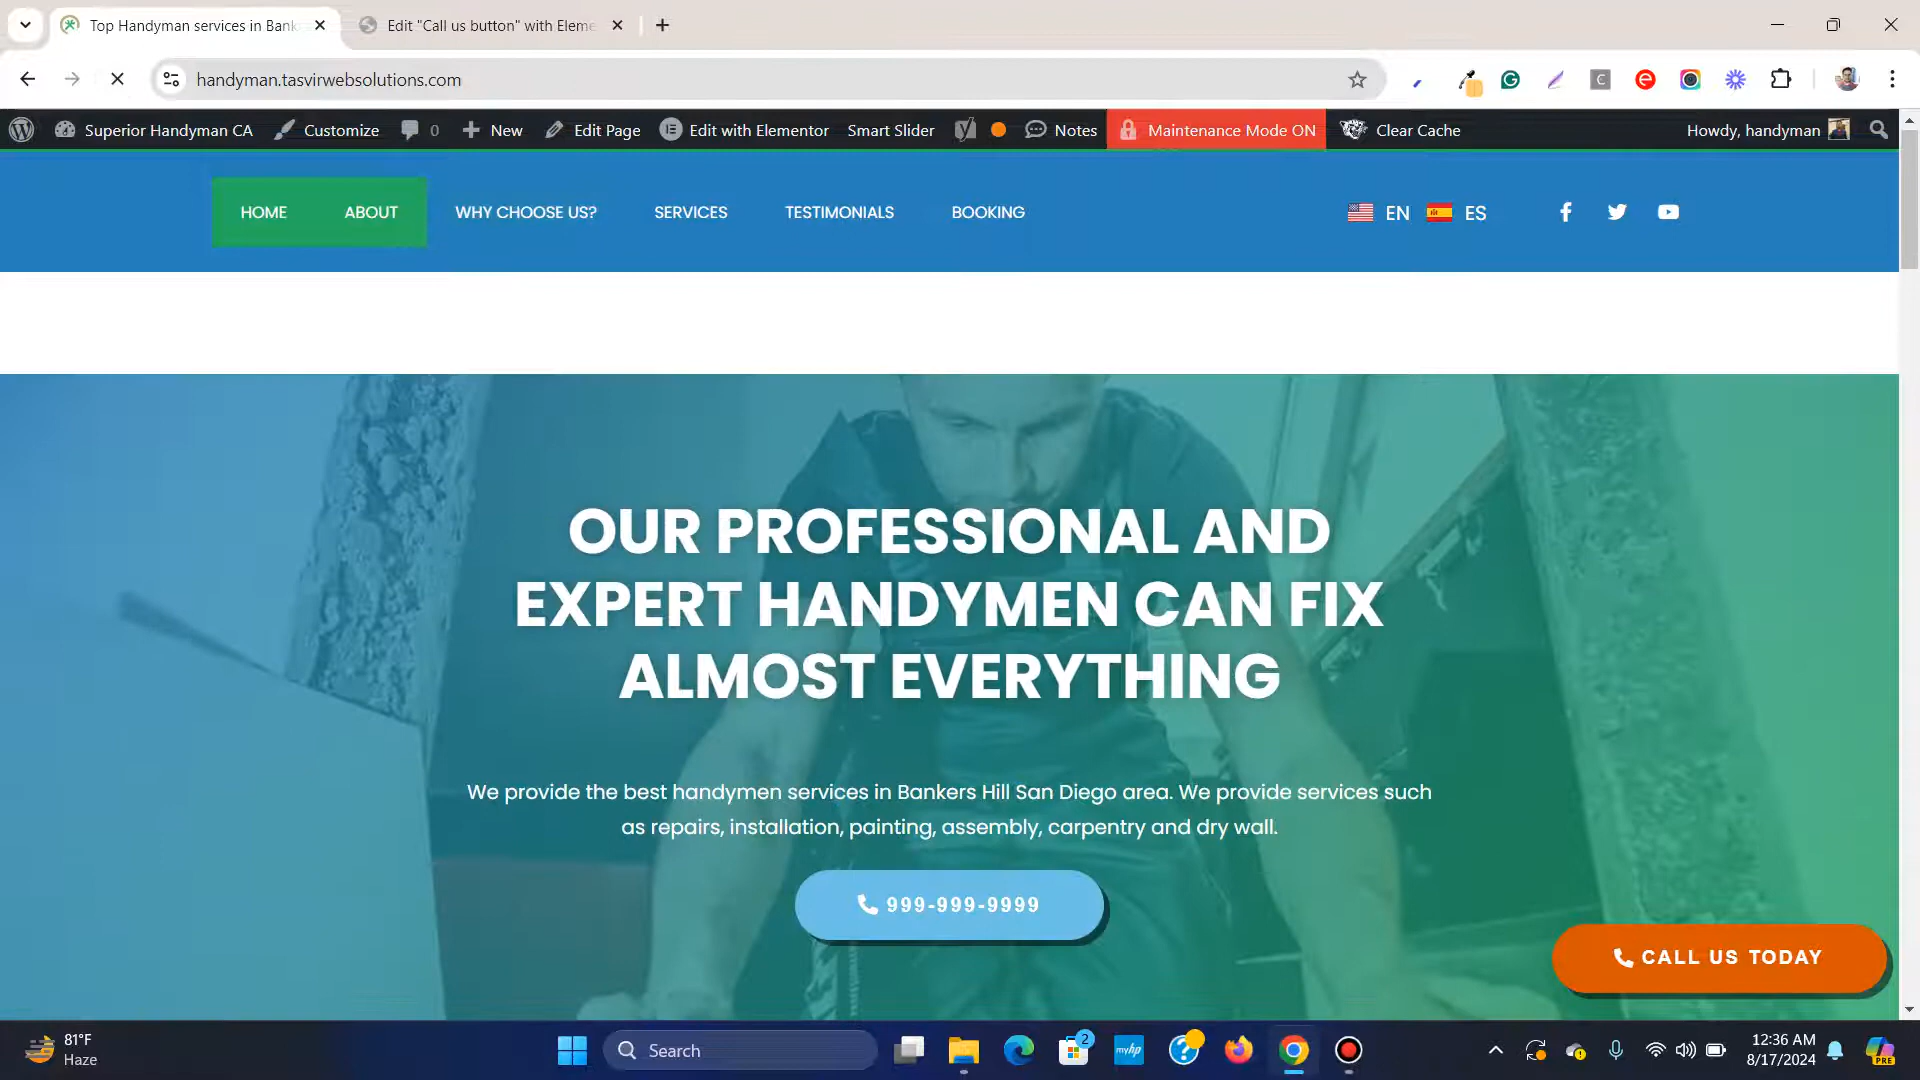 Top Handyman services in Bank
Edit "Call us button" with Eleme
handyman.tasvirwebsolutions.com
Superior Handyman CA
Customize
0
New
Edit Page
Edit with Elementor
Smart Slider
Notes
Maintenance Mode ON
Clear Cache
Howdy, handyman
HOME
ABOUT
WHY CHOOSE US?
SERVICES
TESTIMONIALS
BOOKING
EN
ES
OUR PROFESSIONAL AND
EXPERT HANDYMEN CAN FIX
ALMOST EVERYTHING
We provide the best handymen services in Bankers Hill San Diego area. We provide services such
as repairs, installation, painting, assembly, carpentry and dry wall.
999-999-9999
CALL US TODAY
81°F
Haze
Search
2
myhp
12:36 AM
8/17/2024
PRE